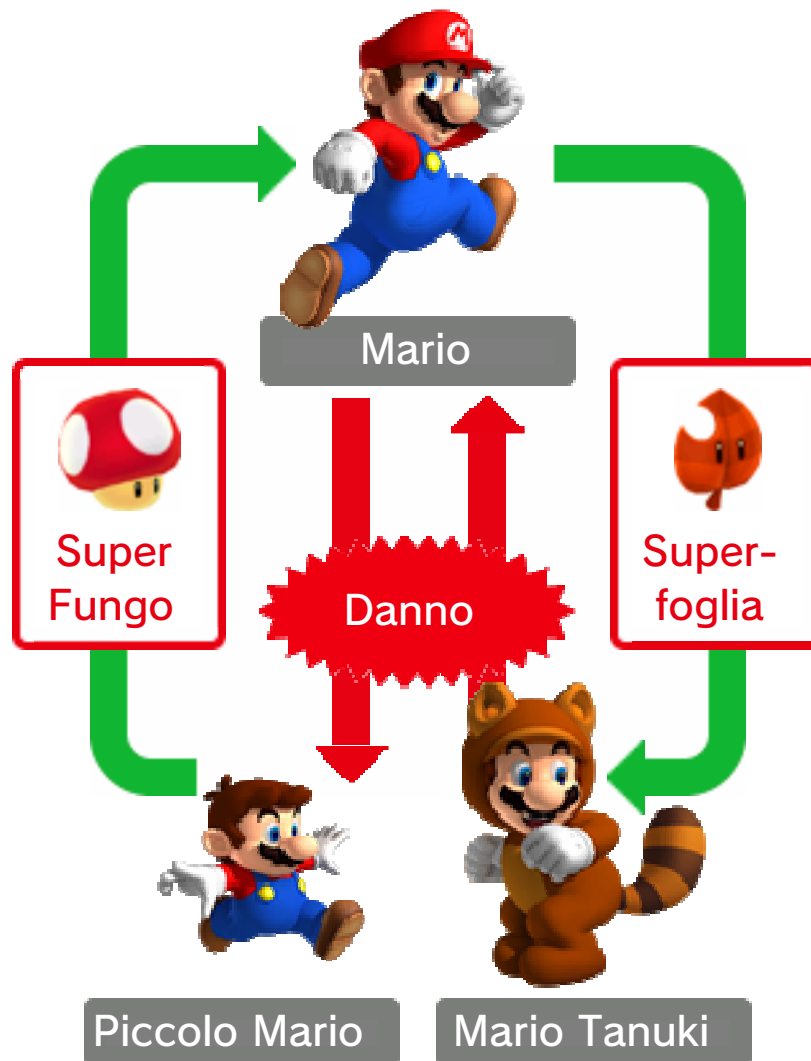 Mario
Super
Fungo
Danno
Super-
foglia
Piccolo Mario
Mario Tanuki